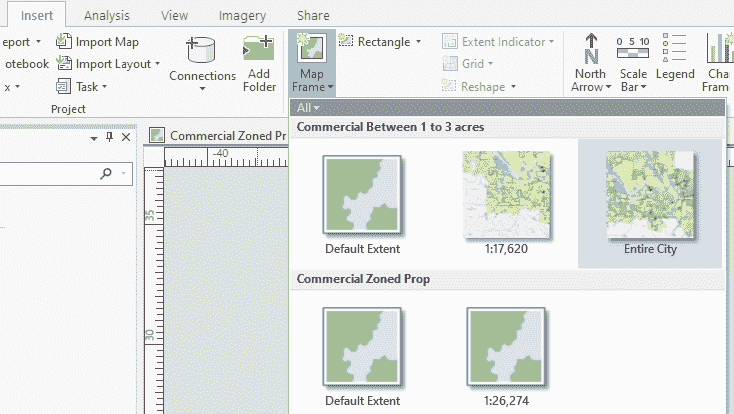 Insert Analysis View Imagery Share
eport Import Map
otebook Import Layout
x Task
Connections
Add Folder
Project
Map Frame
Rectangle
Extent Indicator
Grid
Reshape
North Arrow
Scale Bar
0 5 10
Legend
Cha
Fram
All
Commercial Zoned Pr
-40
35
30
Commercial Between 1 to 3 acres
Default Extent 1:17,620 Entire City
Commercial Zoned Prop
Default Extent 1:26,274